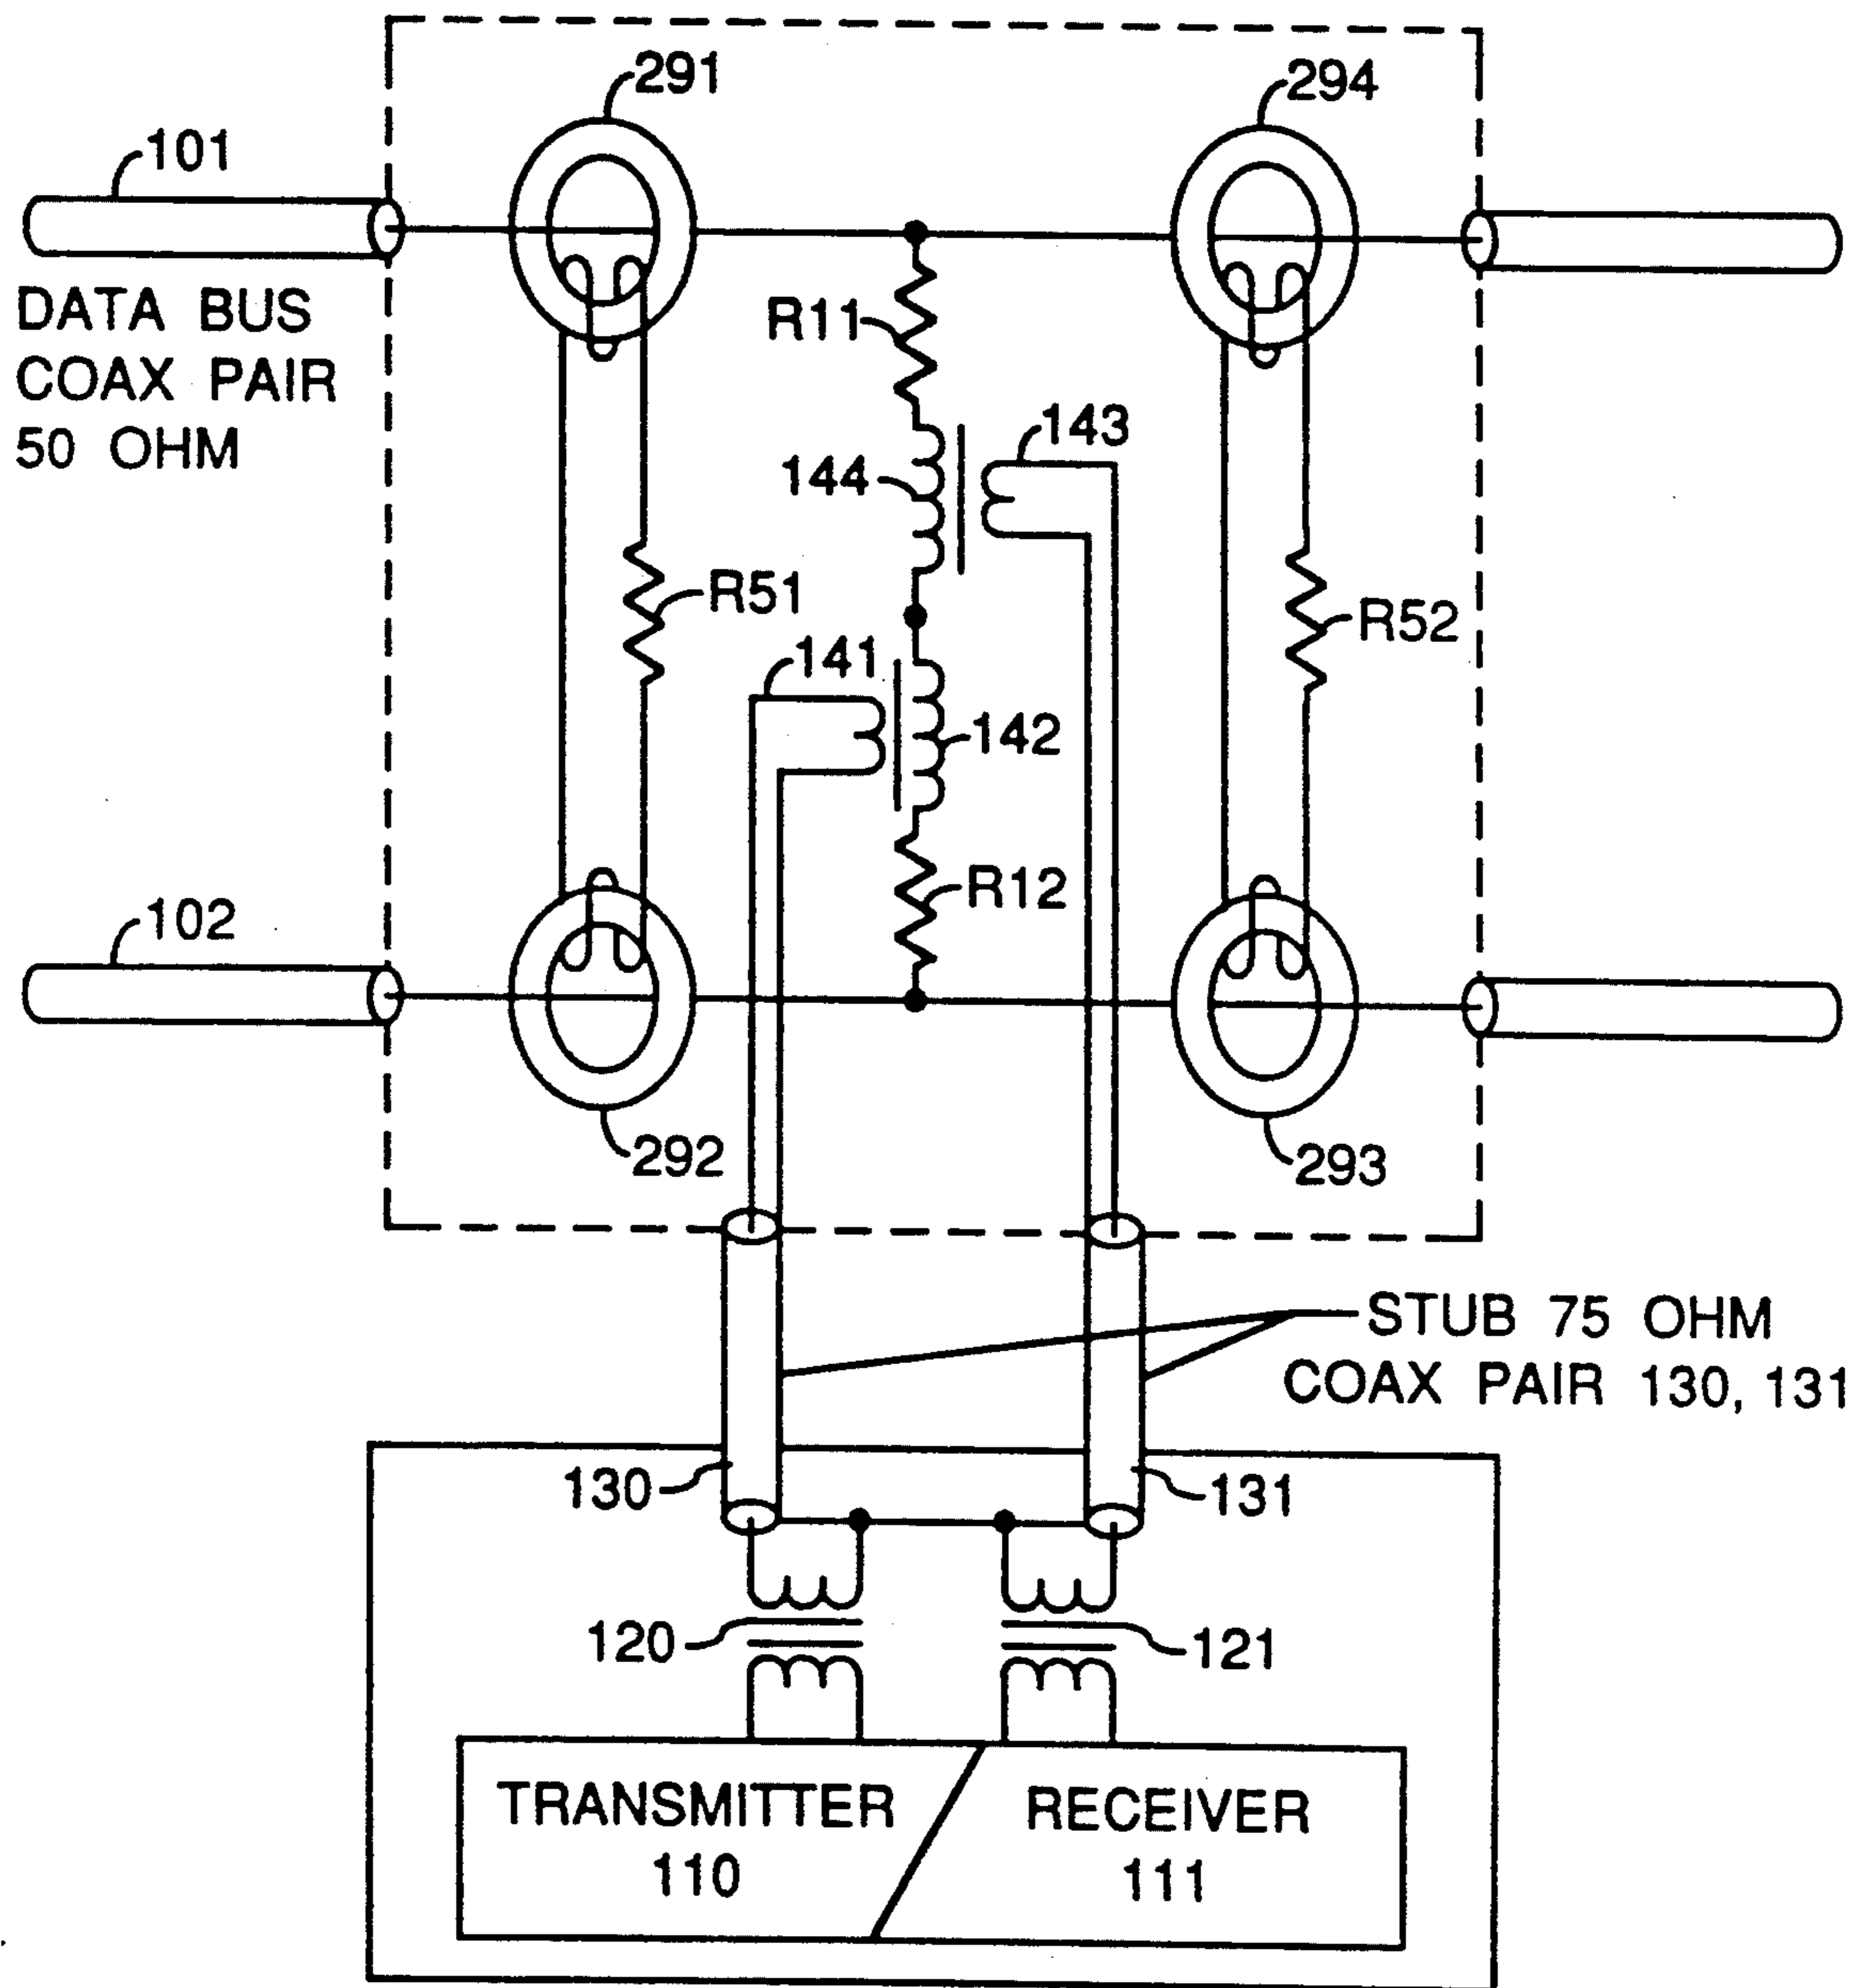 291
294
101
DATA BUS
COAX PAIR
50 OHM
R11
143
144
R51
R52
141
142
R12
102
292
293
STUB 75 OHM
COAX PAIR 130, 131
130
131
120
121
TRANSMITTER
110
RECEIVER
111